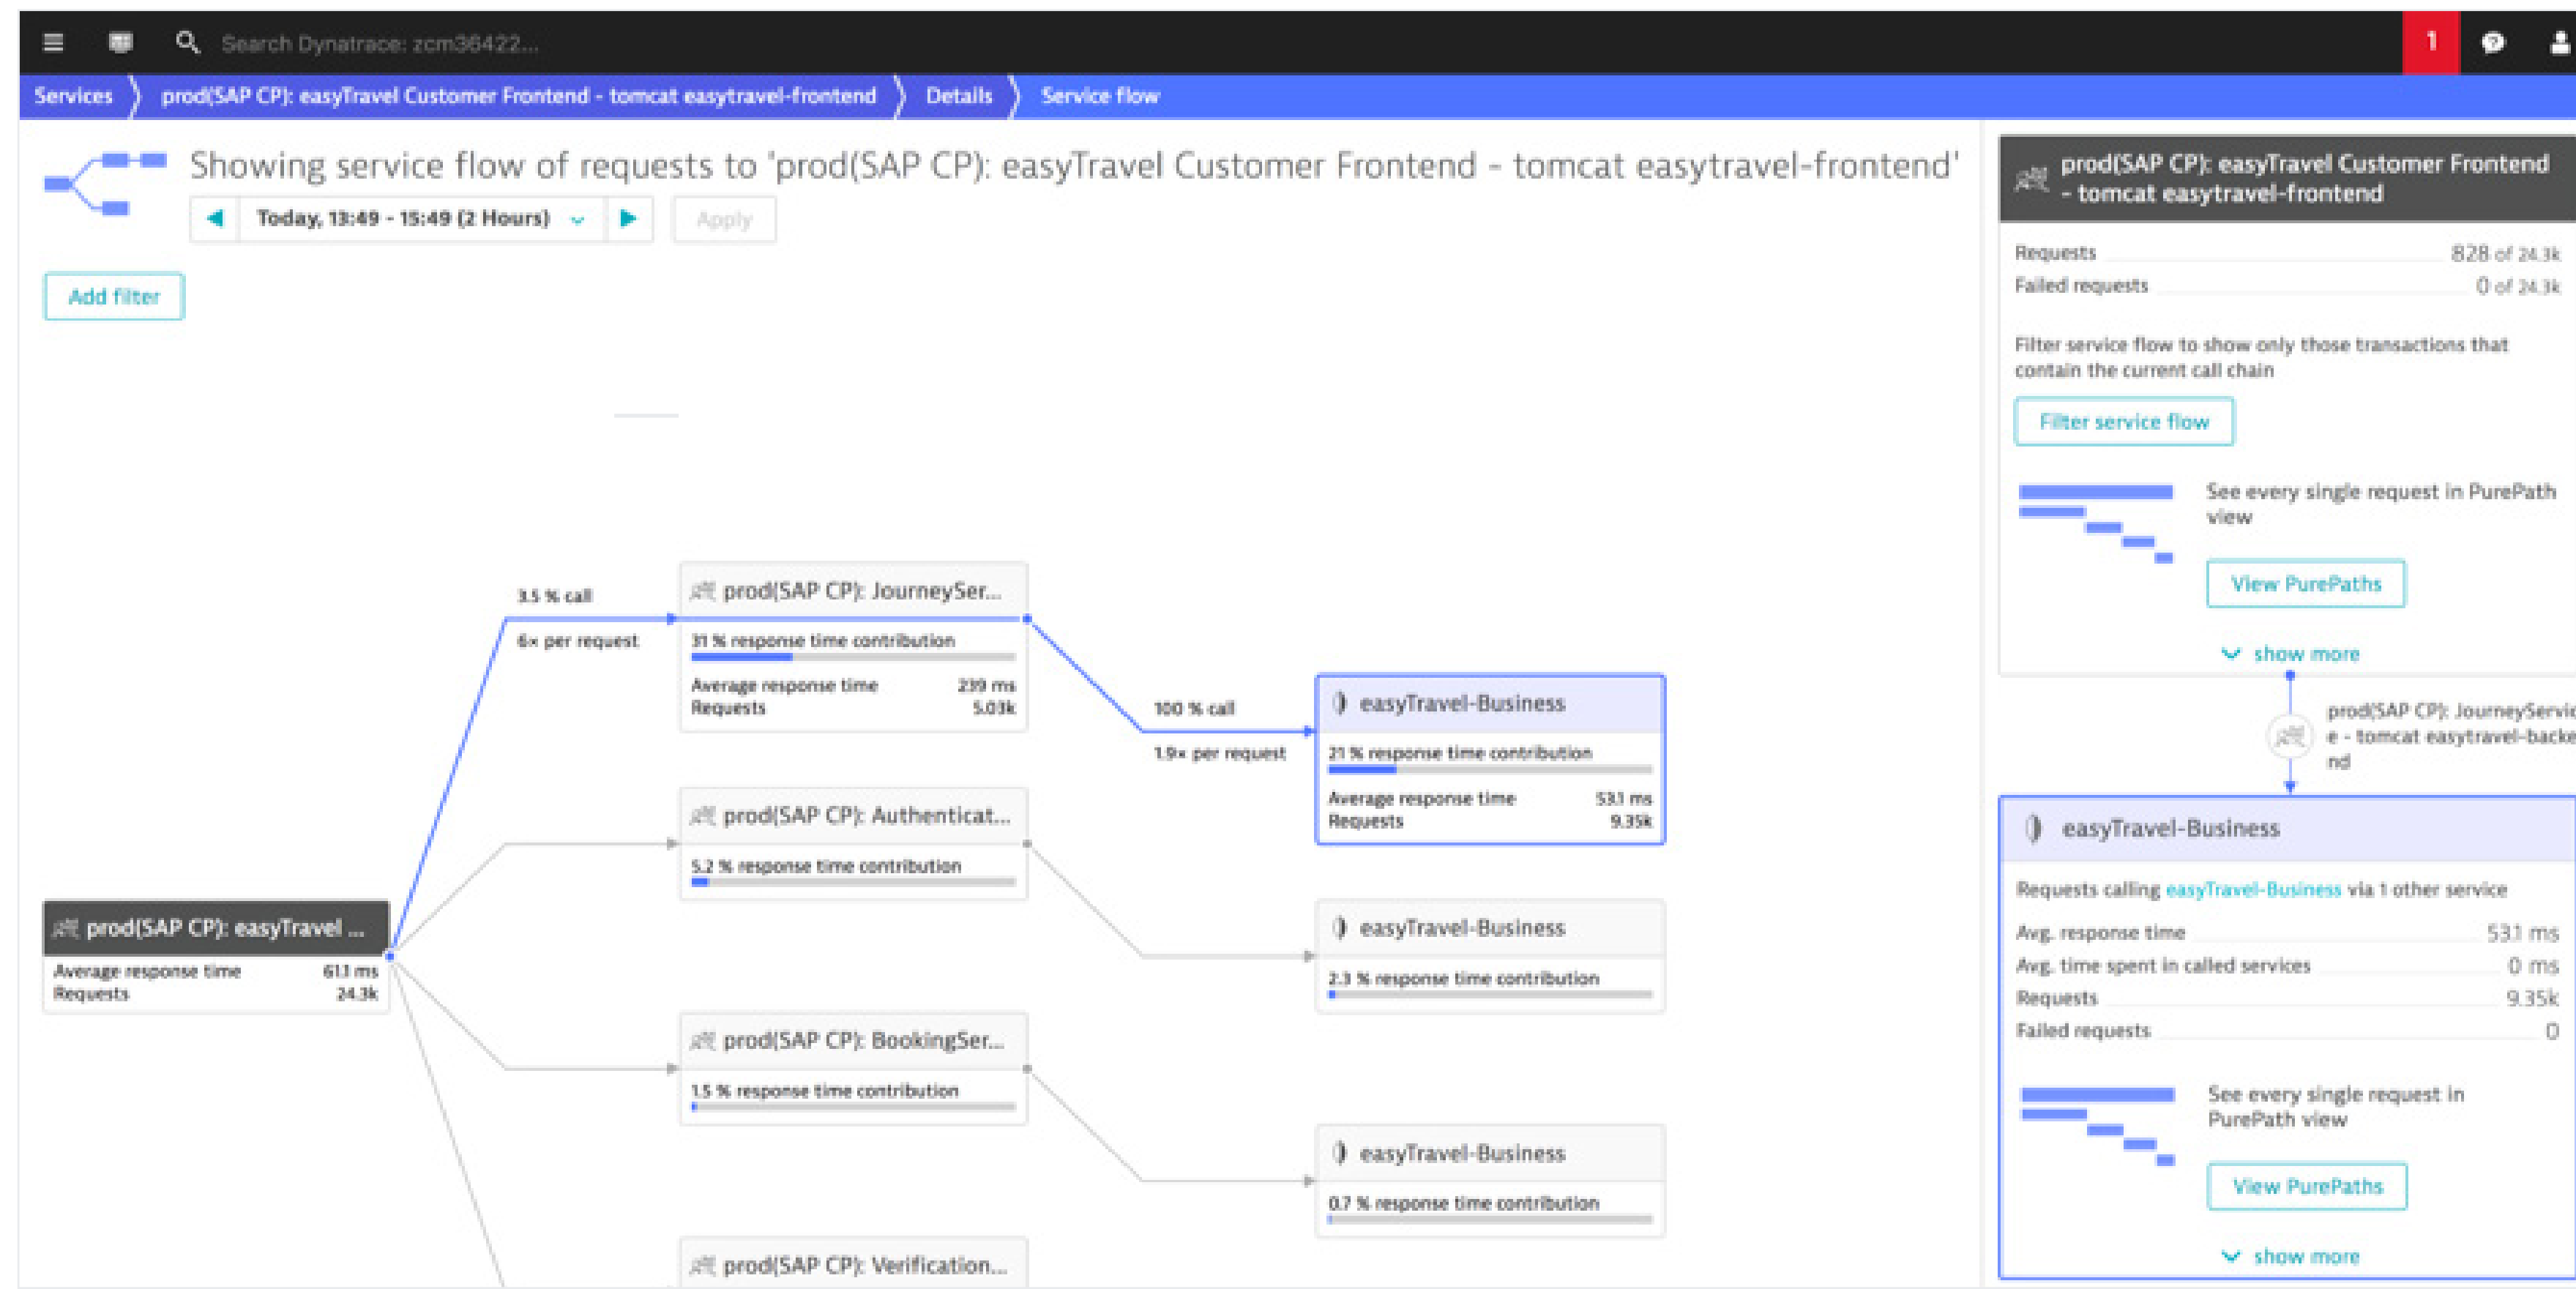 Search Dynatrace: zcm36422...
1
Services
prod(SAP CP): easyTravel Customer Frontend - tomcat easytravel-frontend
Details
Service flow
Showing service flow of requests to 'prod(SAP CP): easyTravel Customer Frontend - tomcat easytravel-frontend'
Today, 13:49 - 15:49 (2 Hours)
Apply
Add filter
3.5 % call
6× per request
prod(SAP CP): JourneySer...
31 % response time contribution
Average response time 239 ms
Requests 5.03k
100 % call
1.9× per request
easyTravel-Business
21 % response time contribution
Average response time 53.1 ms
Requests 9.35k
prod(SAP CP): Authenticat...
5.2 % response time contribution
prod(SAP CP): easyTravel ...
Average response time 61.1 ms
Requests 24.3k
easyTravel-Business
2.3 % response time contribution
prod(SAP CP): BookingSer...
1.5 % response time contribution
easyTravel-Business
0.7 % response time contribution
prod(SAP CP): Verification...
prod(SAP CP): easyTravel Customer Frontend
- tomcat easytravel-frontend
Requests 828 of 24.3k
Failed requests 0 of 24.3k
Filter service flow to show only those transactions that
contain the current call chain
Filter service flow
See every single request in PurePath
view
View PurePaths
show more
prod(SAP CP): JourneyServic
e - tomcat easytravel-backe
nd
easyTravel-Business
Requests calling easyTravel-Business via 1 other service
Avg. response time 53.1 ms
Avg. time spent in called services 0 ms
Requests 9.35k
Failed requests 0
See every single request in
PurePath view
View PurePaths
show more